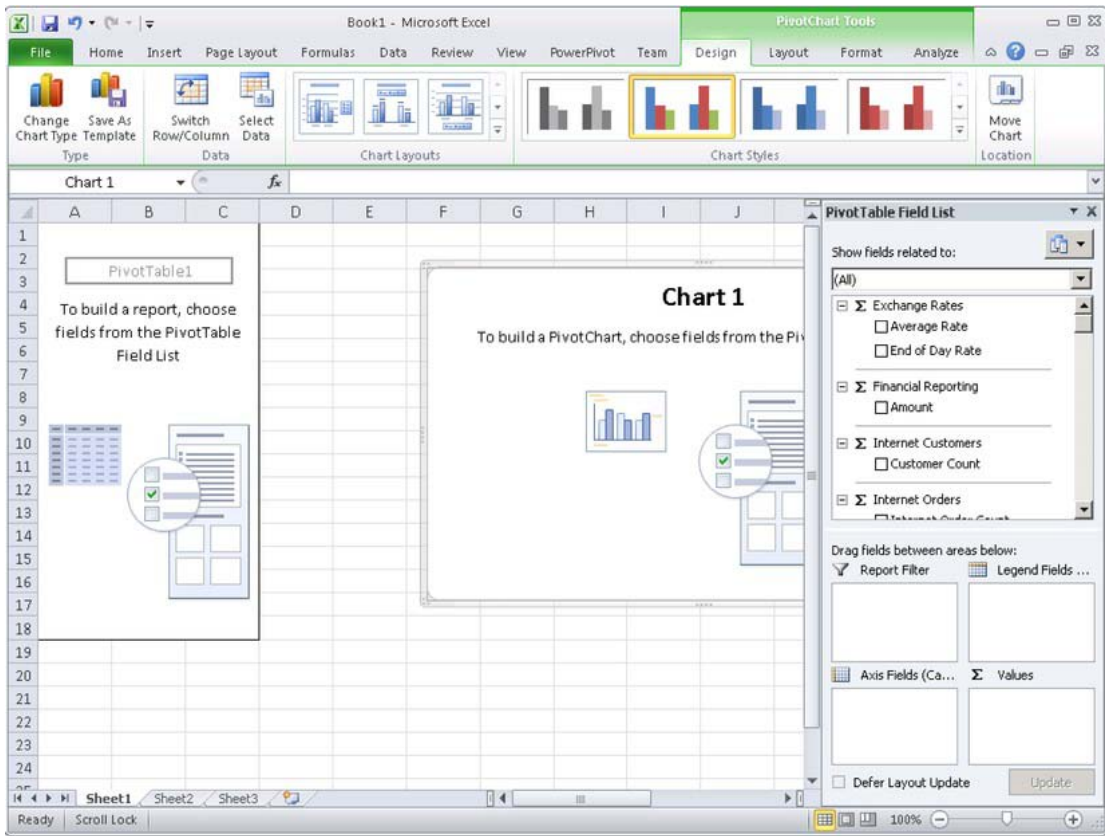 Book1 - Microsoft Excel
PivotChart Tools
File Home Insert Page Layout Formulas Data Review View PowerPivot Team Design Layout Format Analyze
Change Chart Type
Save As Template
Switch Row/Column
Select Data
Move Chart
Type Data Chart Layouts Chart Styles Location
Chart 1
fx
A B C D E F G H I J
1
2
3
4
5
6
7
8
9
10
11
12
13
14
15
16
17
18
19
20
21
22
23
24
PivotTable1
To build a report, choose
fields from the PivotTable
Field List
Chart 1
To build a PivotChart, choose fields from the Piv
PivotTable Field List
Show fields related to:
(All)
Σ Exchange Rates
Average Rate
End of Day Rate
Σ Financial Reporting
Amount
Σ Internet Customers
Customer Count
Σ Internet Orders
Internet Order Count
Drag fields between areas below:
Report Filter
Legend Fields ...
Axis Fields (Ca...
Σ Values
Defer Layout Update
Update
Sheet1 Sheet2 Sheet3
Ready Scroll Lock
100%